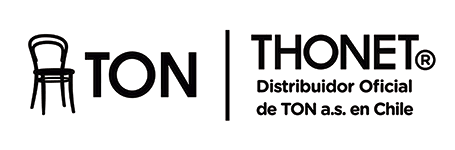 TON
THONET®
Distribuidor Oficial
de TON a.s. en Chile